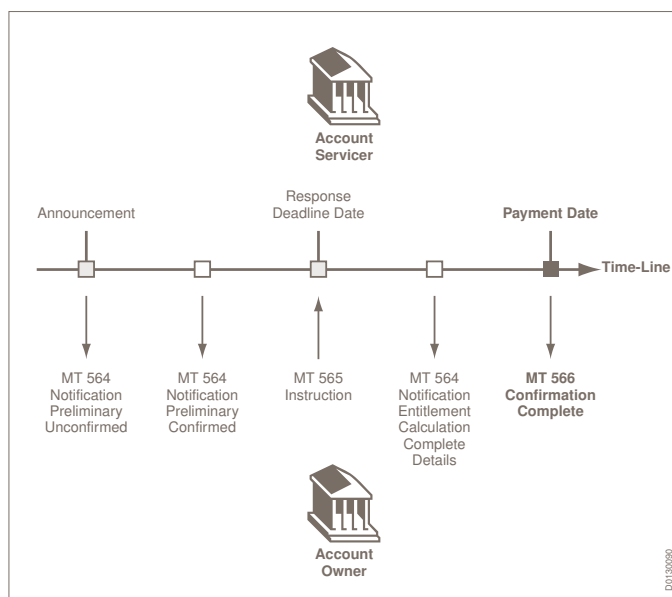 Account
Servicer
Announcement
Response
Deadline Date
Payment Date
Time-Line
MT 564
Notification
Preliminary
Unconfirmed
MT 564
Notification
Preliminary
Confirmed
MT 565
Instruction
MT 564
Notification
Entitlement
Calculation
Complete
Details
MT 566
Confirmation
Complete
Account
Owner
D0130090